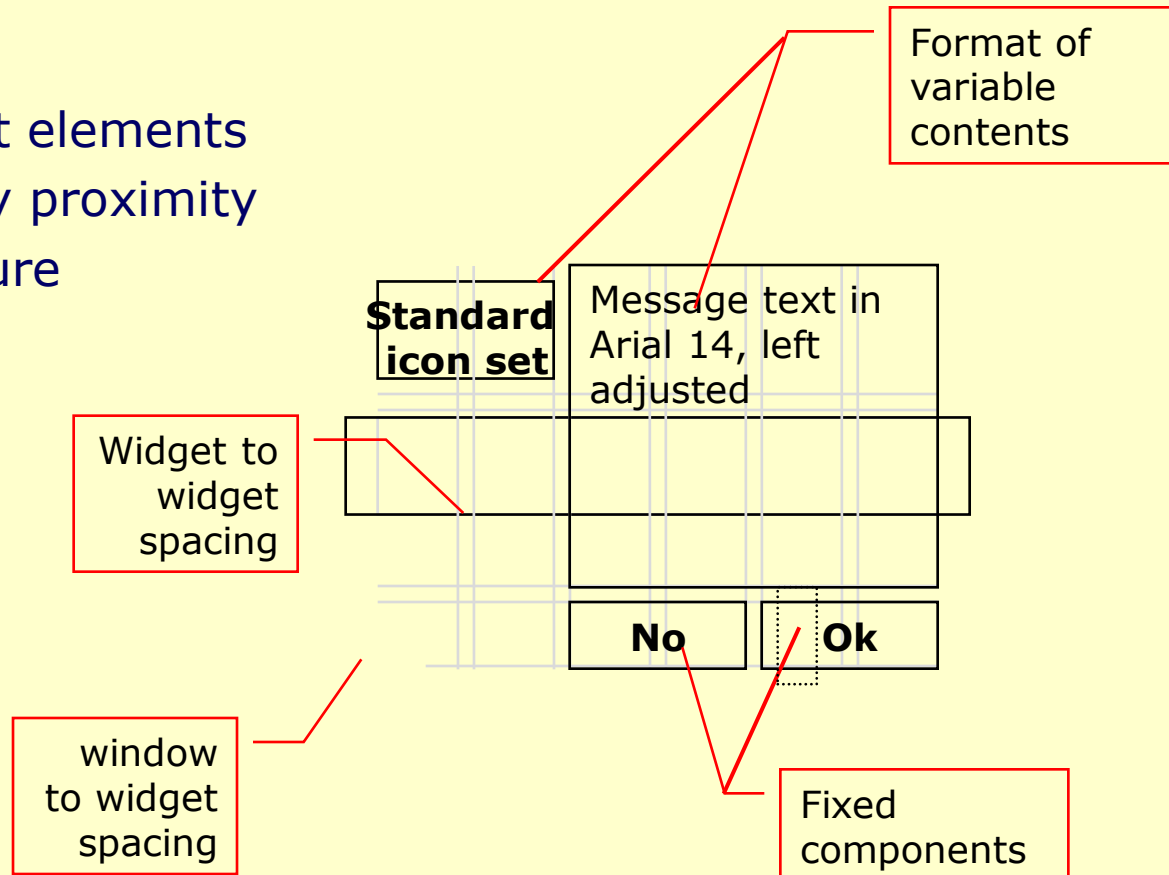 Format of
variable
contents
t elements
y proximity
ure
Standard
icon set
Message text in
Arial 14, left
adjusted
Widget to
widget
spacing
No
Ok
window
to widget
spacing
Fixed
components